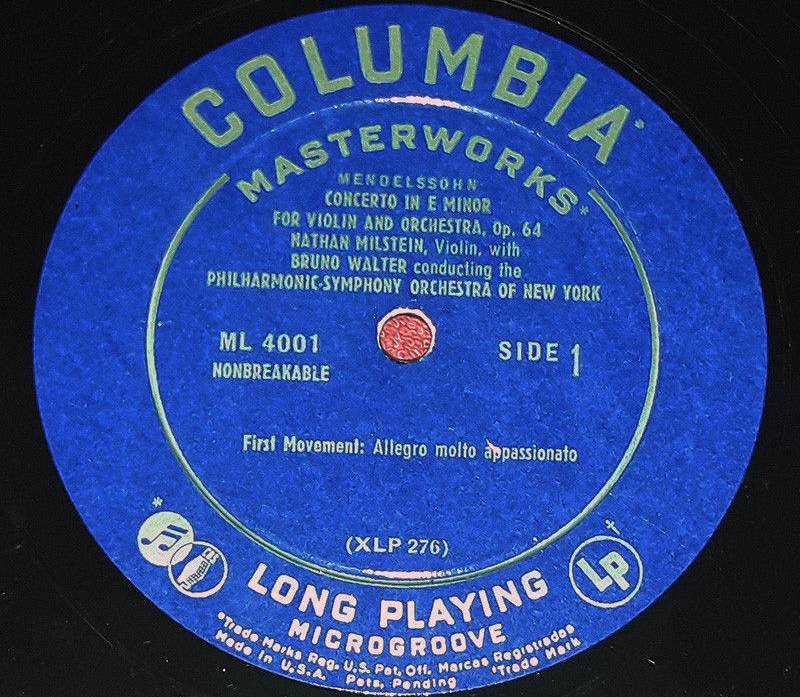 COLUMBIA*
MASTERWORKS*
MENDELSSOHN
CONCERTO IN E MINOR
FOR VIOLIN AND ORCHESTRA, Op. 64
NATHAN MILSTEIN, Violin, with
BRUNO WALTER conducting the
PHILHARMONIC-SYMPHONY ORCHESTRA OF NEW YORK
ML 4001
NONBREAKABLE
SIDE 1
First Movement: Allegro molto appassionato
(XLP 276)
*
† LP
LONG PLAYING
MICROGROOVE
*Trade Marks Reg. U.S. Pat. Off. Marcas Registradas
Made in U.S.A. Pats. Pending †Trade Mark